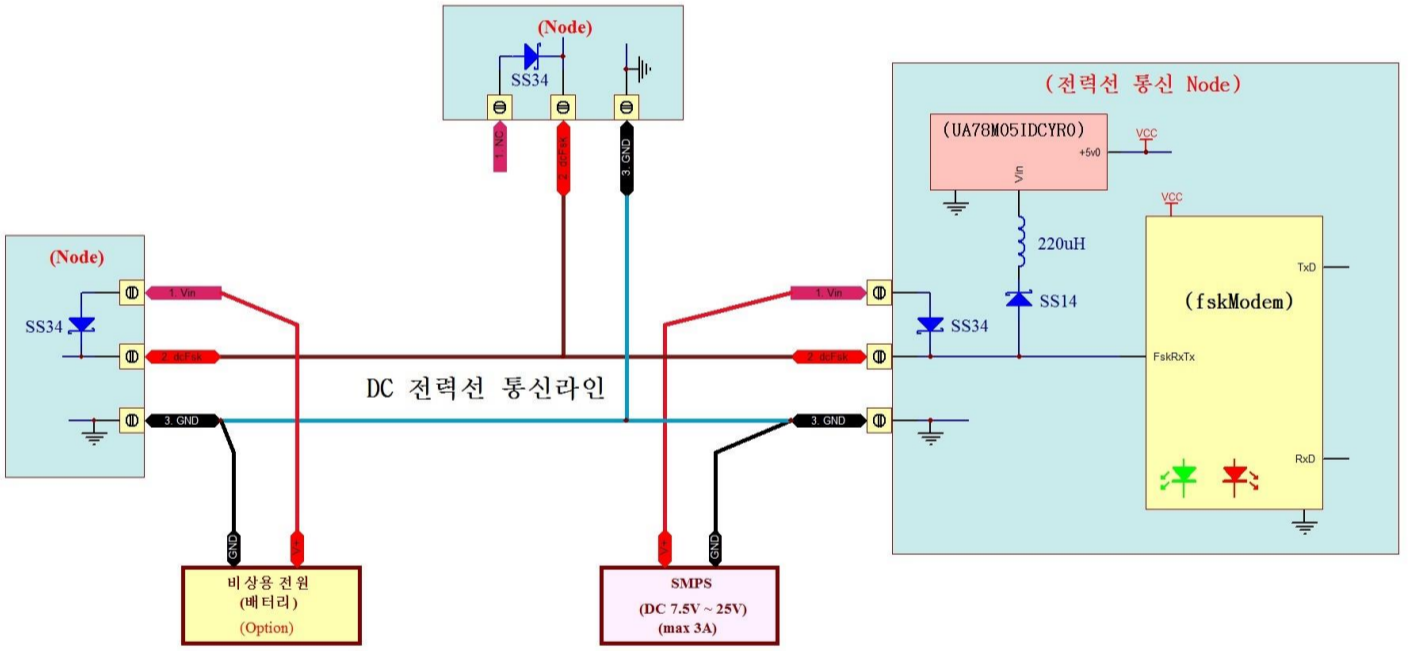 (Node)
SS34
1. NC
2. dcFsk
3. GND
(전력선 통신 Node)
(UA78M05IDCYRO)
+5v0
VCC
Vin
220uH
SS14
VCC
TxD
(fskModem)
FskRxTx
RxD
(Node)
SS34
1. Vin
2. dcFsk
3. GND
DC 전력선 통신라인
1. Vin
2. dcFsk
3. GND
SS34
GND
V+
비상용 전원
(배터리)
(Option)
V+
GND
SMPS
(DC 7.5V ~ 25V)
(max 3A)